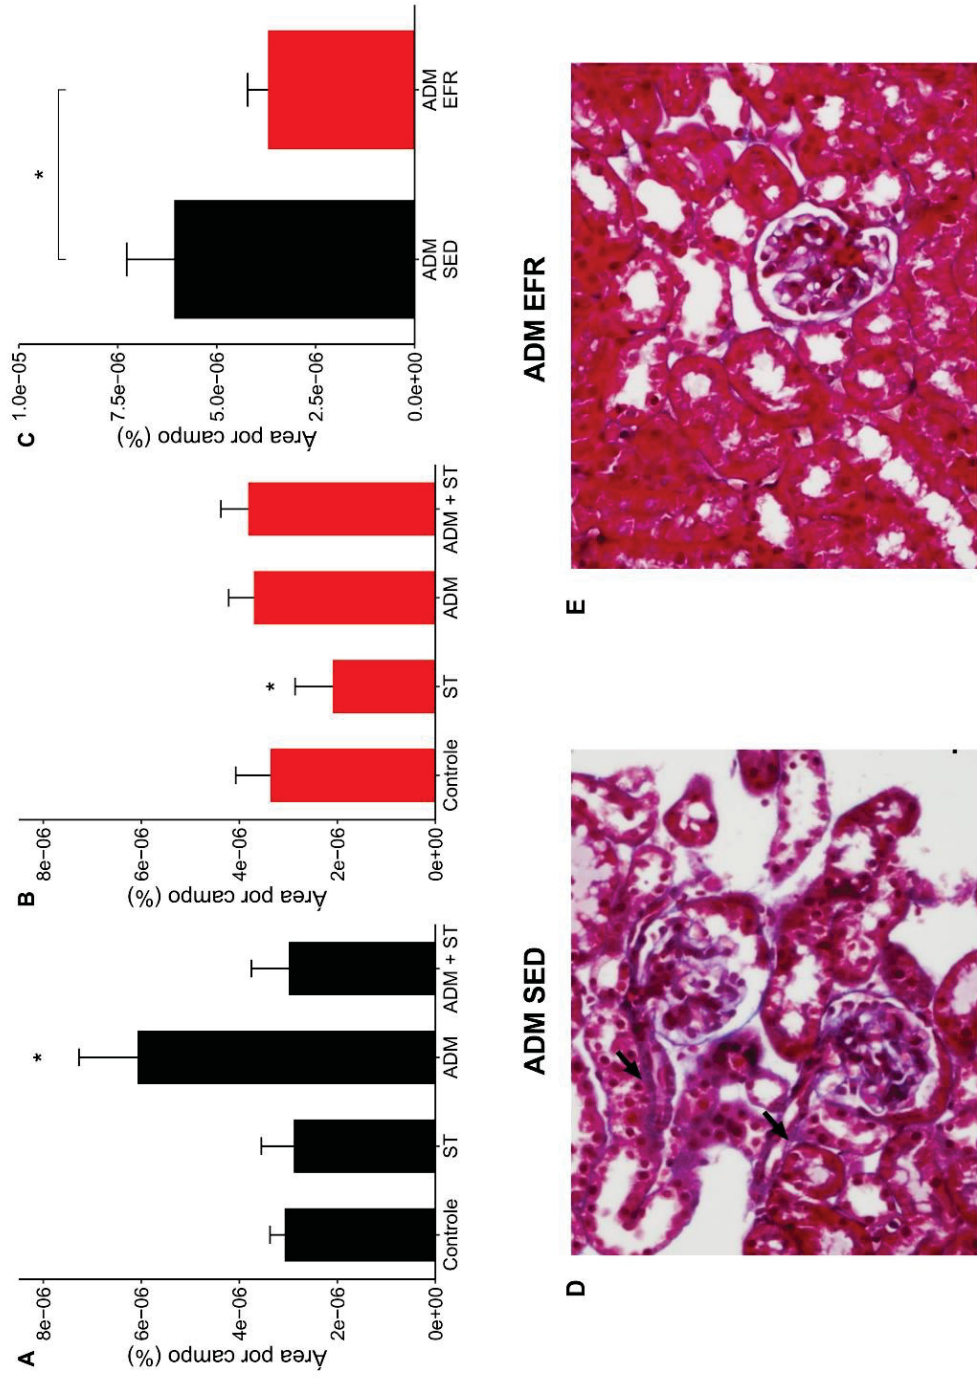 A
Área por campo (%)
8e−06
6e−06
4e−06
2e−06
0e+00
*
Controle
ST
ADM
ADM + ST
B
Área por campo (%)
8e−06
6e−06
4e−06
2e−06
0e+00
*
Controle
ST
ADM
ADM + ST
C
Área por campo (%)
1.0e−05
7.5e−06
5.0e−06
2.5e−06
0.0e+00
*
ADM
SED
ADM
EFR
ADM SED
D
ADM EFR
E